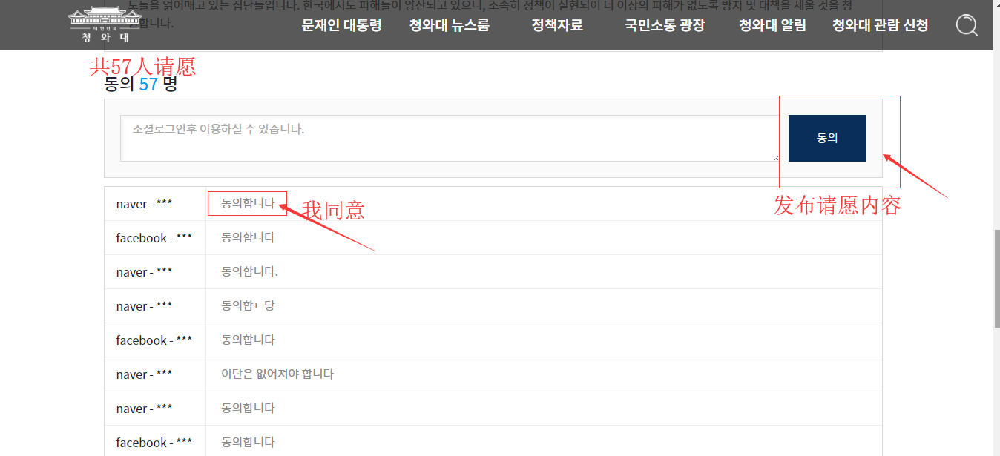 도들을 얽어매고 있는 집단들입니다. 한국에서도 피해들이 양산되고 있으니, 조속히 정책이 실현되어 더 이상의 피해가 없도록 방지 및 대책을 세울 것을 청
합니다.
대한민국
청와대
문재인 대통령 청와대 뉴스룸 정책자료 국민소통 광장 청와대 알림 청와대 관람 신청
共57人请愿
동의 57 명
소셜로그인후 이용하실 수 있습니다.
동의
发布请愿内容
naver - *** 동의합니다
我同意
facebook - *** 동의합니다
naver - *** 동의합니다.
naver - *** 동의합ㄴ당
facebook - *** 동의합니다
naver - *** 이단은 없어져야 합니다
naver - *** 동의합니다
facebook - *** 동의합니다